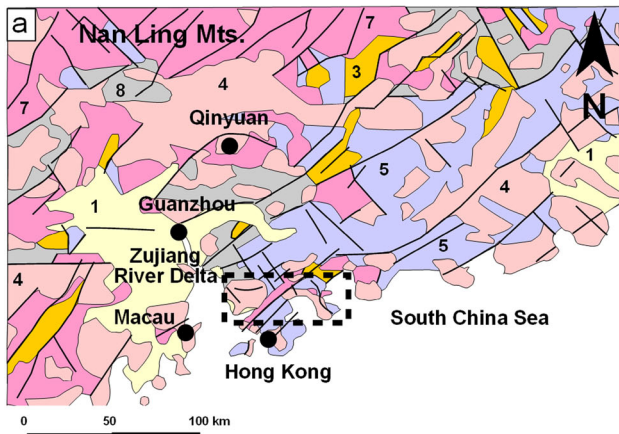 a
Nan Ling Mts.
7
3
4
8
7
Qinyuan
5
1
1
Guanzhou
4
Zujiang
River Delta
5
4
Macau
South China Sea
Hong Kong
N
0 50 100 km